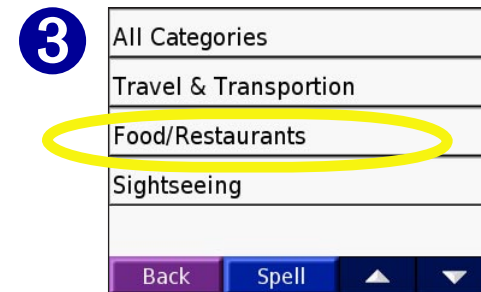 3
All Categories
Travel & Transportion
Food/Restaurants
Sightseeing
Back Spell